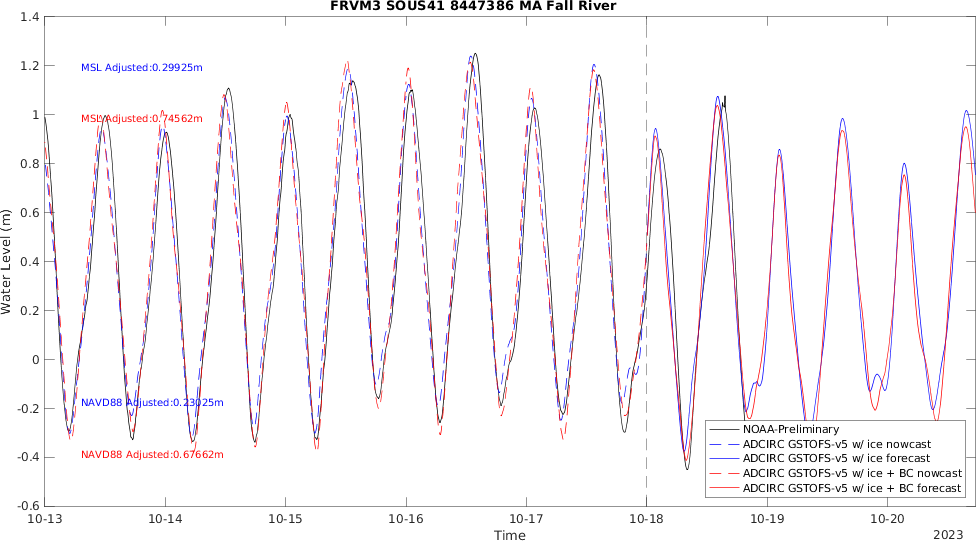 FRVM3 SOUS41 8447386 MA Fall River
1.4
1.2
1
0.8
0.6
0.4
0.2
0
-0.2
-0.4
-0.6
Water Level (m)
MSL Adjusted:0.29925m
MSL Adjusted:0.74562m
NAVD88 Adjusted:0.23025m
NAVD88 Adjusted:0.67662m
NOAA-Preliminary
ADCIRC GSTOFS-v5 w/ ice nowcast
ADCIRC GSTOFS-v5 w/ ice forecast
ADCIRC GSTOFS-v5 w/ ice + BC nowcast
ADCIRC GSTOFS-v5 w/ ice + BC forecast
10-13 10-14 10-15 10-16 10-17 10-18 10-19 10-20
Time
2023